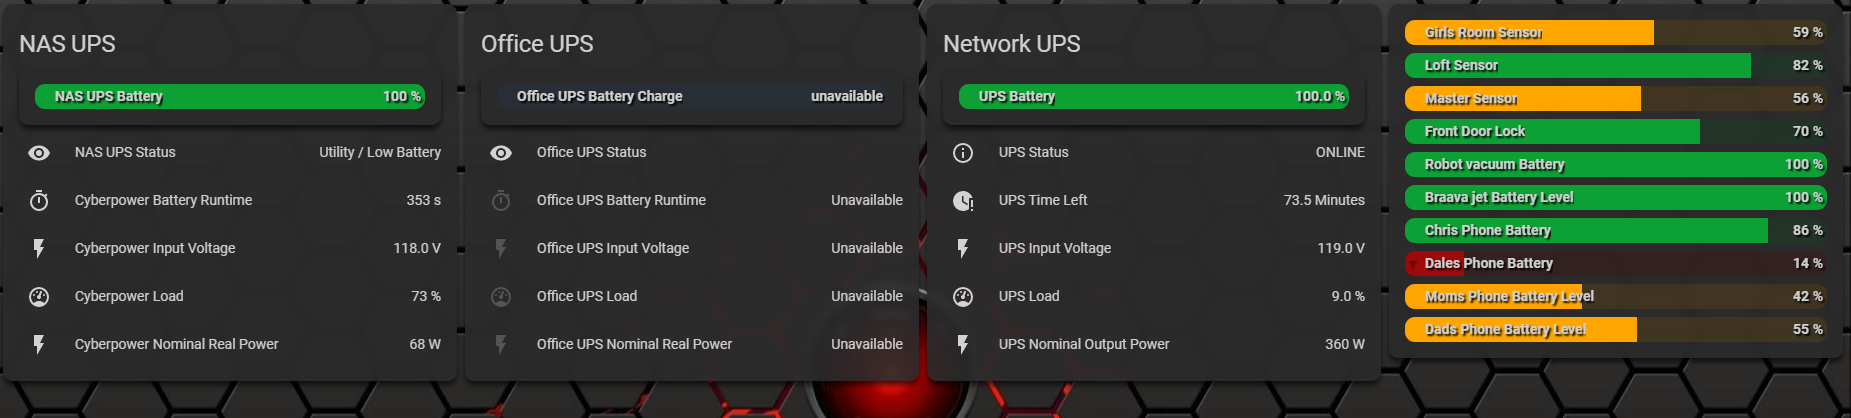 NAS UPS
NAS UPS Battery 100 %
NAS UPS Status Utility / Low Battery
Cyberpower Battery Runtime 353 s
Cyberpower Input Voltage 118.0 V
Cyberpower Load 73 %
Cyberpower Nominal Real Power 68 W
Office UPS
Office UPS Battery Charge unavailable
Office UPS Status
Office UPS Battery Runtime Unavailable
Office UPS Input Voltage Unavailable
Office UPS Load Unavailable
Office UPS Nominal Real Power Unavailable
Network UPS
UPS Battery 100.0 %
UPS Status ONLINE
UPS Time Left 73.5 Minutes
UPS Input Voltage 119.0 V
UPS Load 9.0 %
UPS Nominal Output Power 360 W
Girls Room Sensor 59 %
Loft Sensor 82 %
Master Sensor 56 %
Front Door Lock 70 %
Robot vacuum Battery 100 %
Braava jet Battery Level 100 %
Chris Phone Battery 86 %
Dales Phone Battery 14 %
Moms Phone Battery Level 42 %
Dads Phone Battery Level 55 %